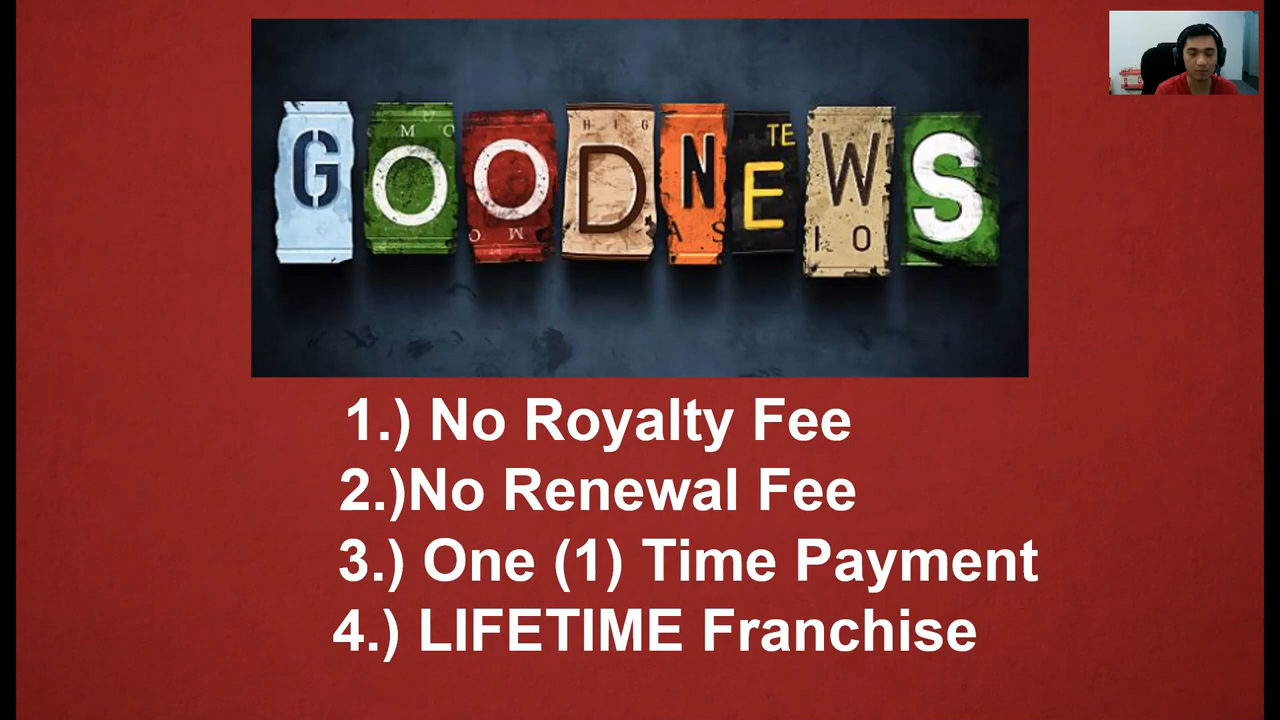 GOODNEWS
1.) No Royalty Fee
2.)No Renewal Fee
3.) One (1) Time Payment
4.) LIFETIME Franchise